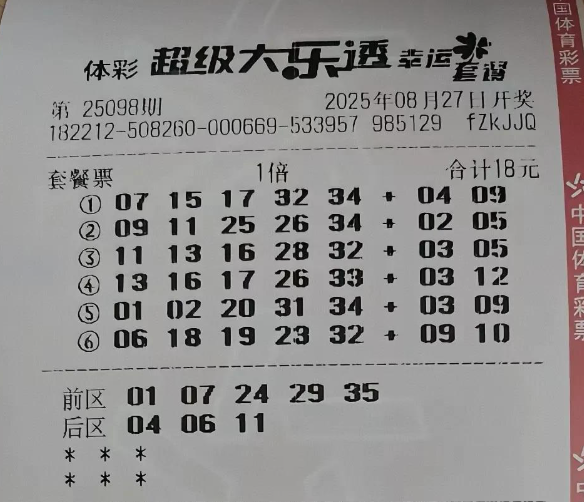 体彩 超级大乐透 幸运 套餐
第 25098期 2025年08月27日开奖
182212-508260-000669-533957 985129 fZkJJQ
套餐票 1倍 合计18元
① 07 15 17 32 34 + 04 09
② 09 11 25 26 34 + 02 05
③ 11 13 16 28 32 + 03 05
④ 13 16 17 26 33 + 03 12
⑤ 01 02 20 31 34 + 03 09
⑥ 06 18 19 23 32 + 09 10
前区 01 07 24 29 35
后区 04 06 11
* * *
* * *
国体育彩票
中国体育彩
中